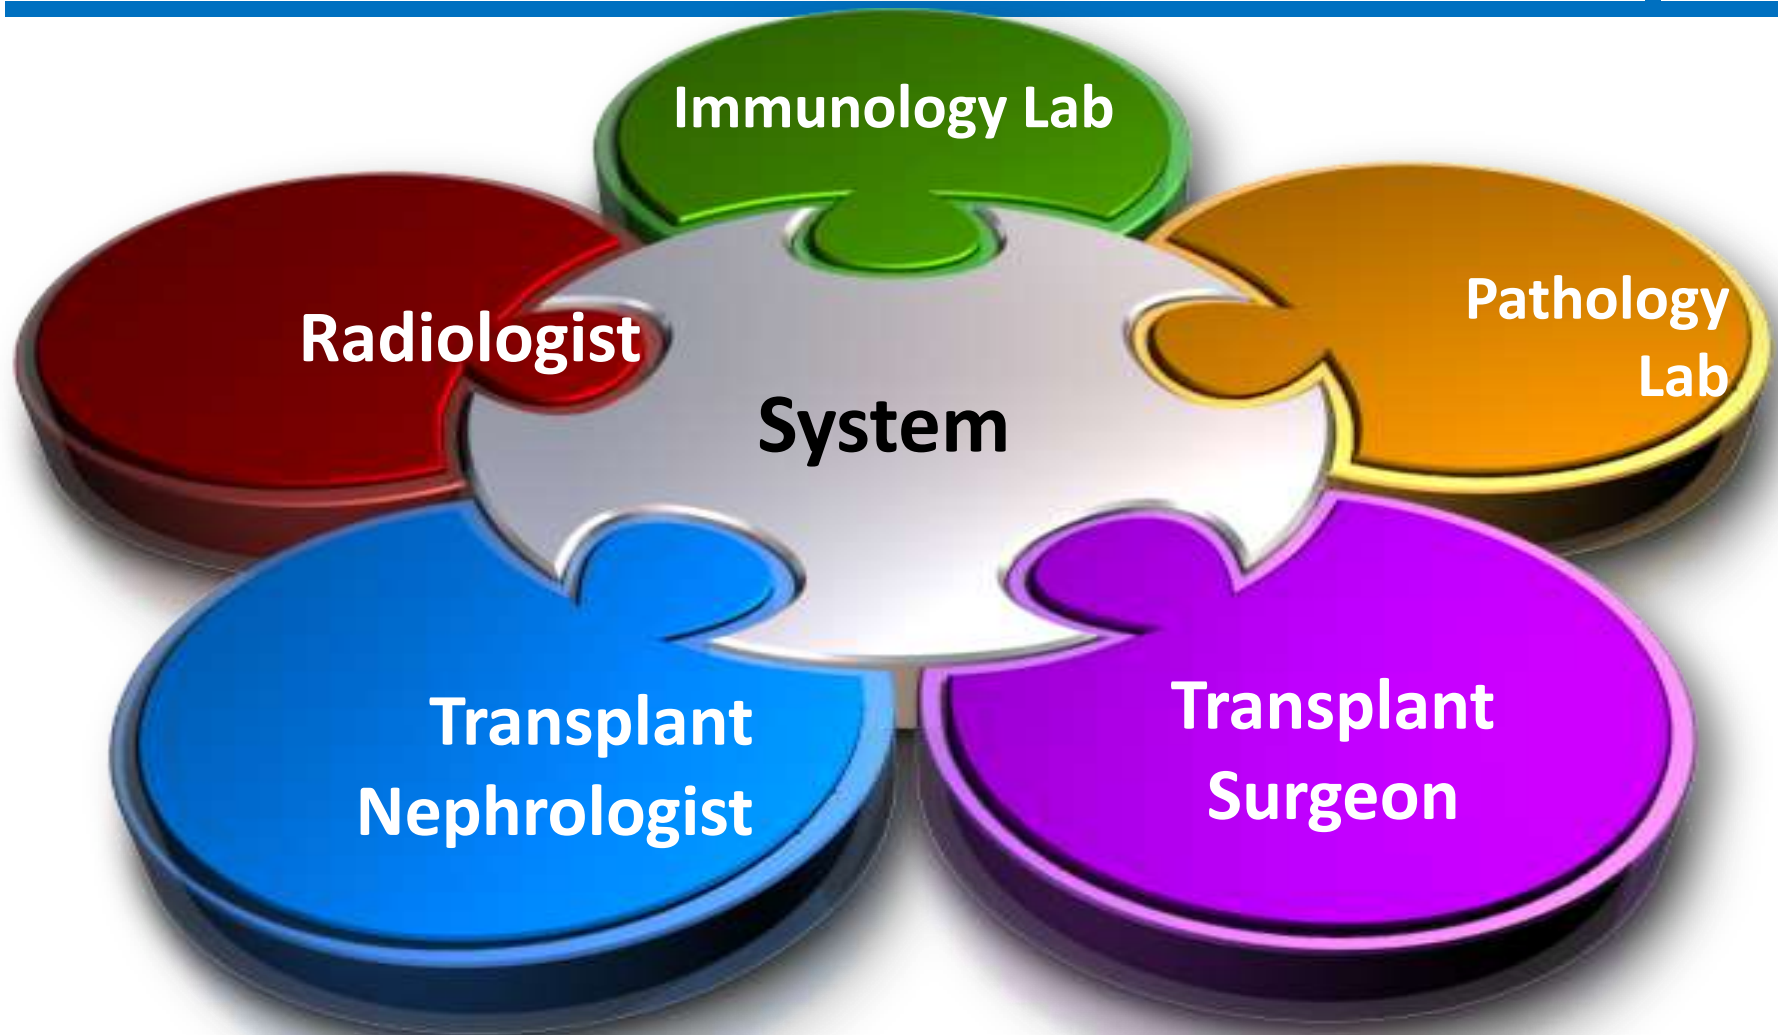 Immunology Lab
Radiologist
Pathology
Lab
System
Transplant
Nephrologist
Transplant
Surgeon